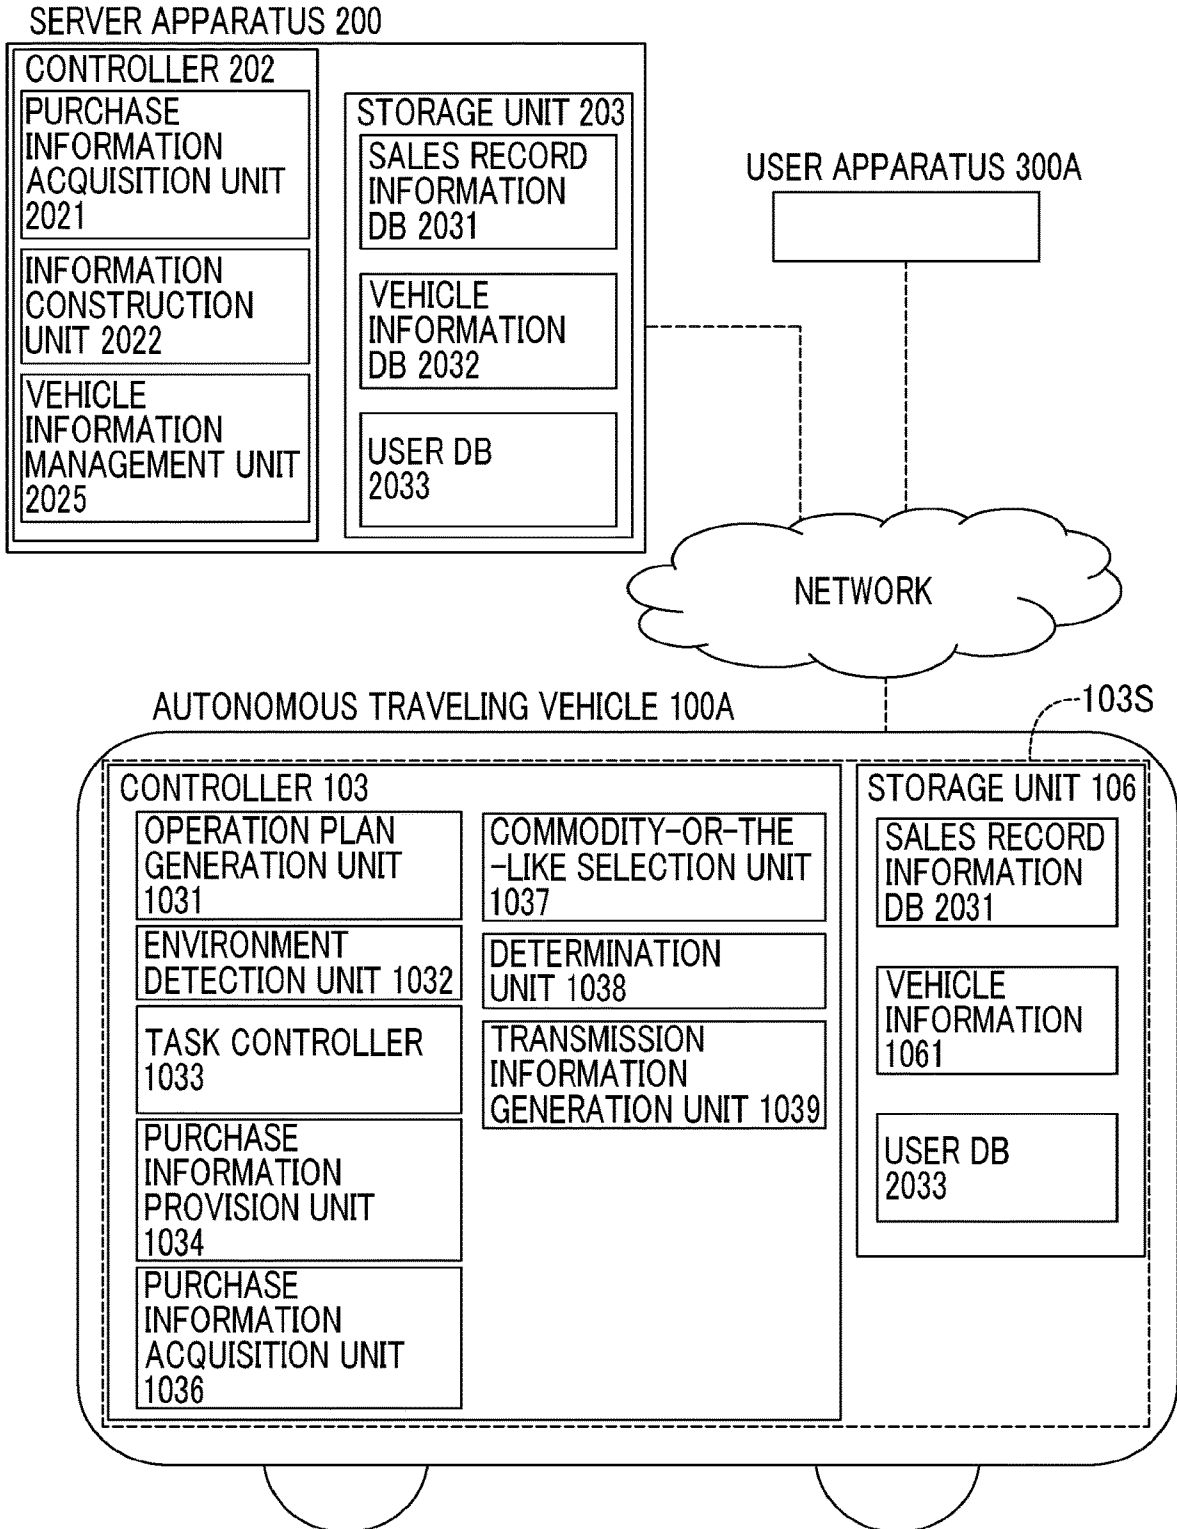 SERVER APPARATUS 200
CONTROLLER 202
PURCHASE
INFORMATION
ACQUISITION UNIT
2021
INFORMATION
CONSTRUCTION
UNIT 2022
VEHICLE
INFORMATION
MANAGEMENT UNIT
2025
STORAGE UNIT 203
SALES RECORD
INFORMATION
DB 2031
VEHICLE
INFORMATION
DB 2032
USER DB
2033
USER APPARATUS 300A
NETWORK
AUTONOMOUS TRAVELING VEHICLE 100A
103S
CONTROLLER 103
OPERATION PLAN
GENERATION UNIT
1031
ENVIRONMENT
DETECTION UNIT 1032
TASK CONTROLLER
1033
PURCHASE
INFORMATION
PROVISION UNIT
1034
PURCHASE
INFORMATION
ACQUISITION UNIT
1036
COMMODITY-OR-THE
-LIKE SELECTION UNIT
1037
DETERMINATION
UNIT 1038
TRANSMISSION
INFORMATION
GENERATION UNIT 1039
STORAGE UNIT 106
SALES RECORD
INFORMATION
DB 2031
VEHICLE
INFORMATION
1061
USER DB
2033